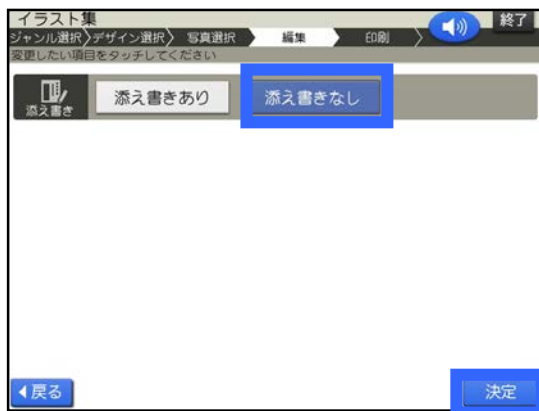 イラスト集
終了
ジャンル選択〉デザイン選択〉 写真選択 編集 印刷
変更したい項目をタッチしてください
添え書き
添え書きあり
添え書きなし
戻る
決定